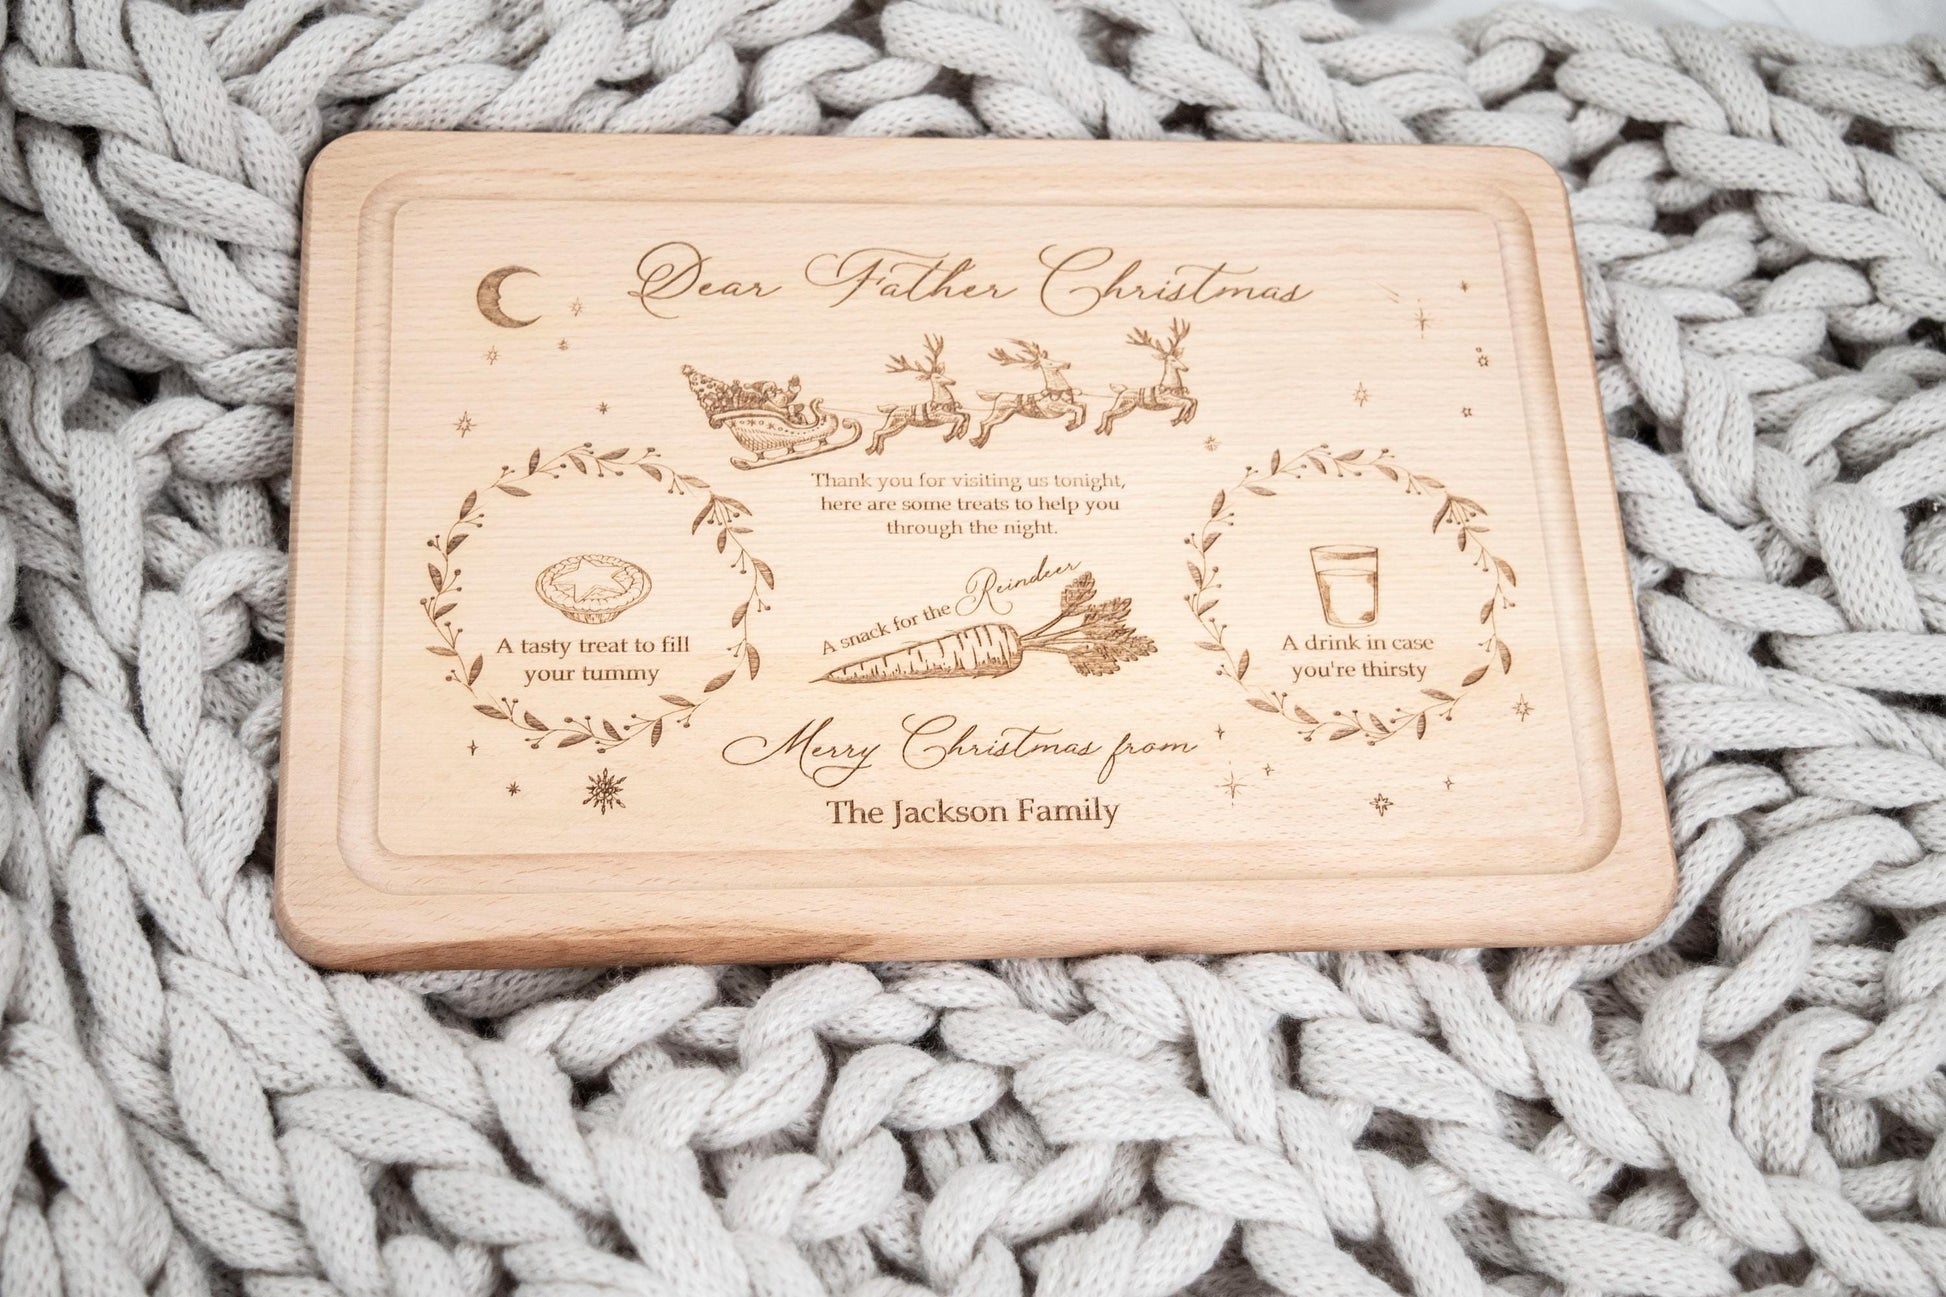 Dear Father Christmas
Thank you for visiting us tonight,
here are some treats to help you
through the night.
A snack for the Reindeer
A tasty treat to fill
your tummy
A drink in case
you're thirsty
Merry Christmas from
The Jackson Family